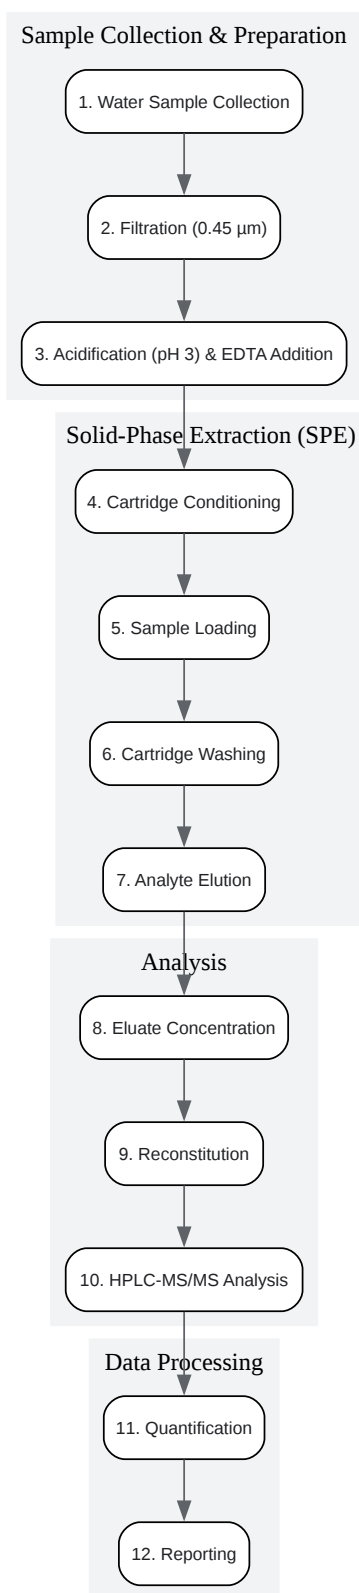 Sample Collection & Preparation
1. Water Sample Collection
2. Filtration (0.45 µm)
3. Acidification (pH 3) & EDTA Addition
Solid-Phase Extraction (SPE)
4. Cartridge Conditioning
5. Sample Loading
6. Cartridge Washing
7. Analyte Elution
Analysis
8. Eluate Concentration
9. Reconstitution
10. HPLC-MS/MS Analysis
Data Processing
11. Quantification
12. Reporting